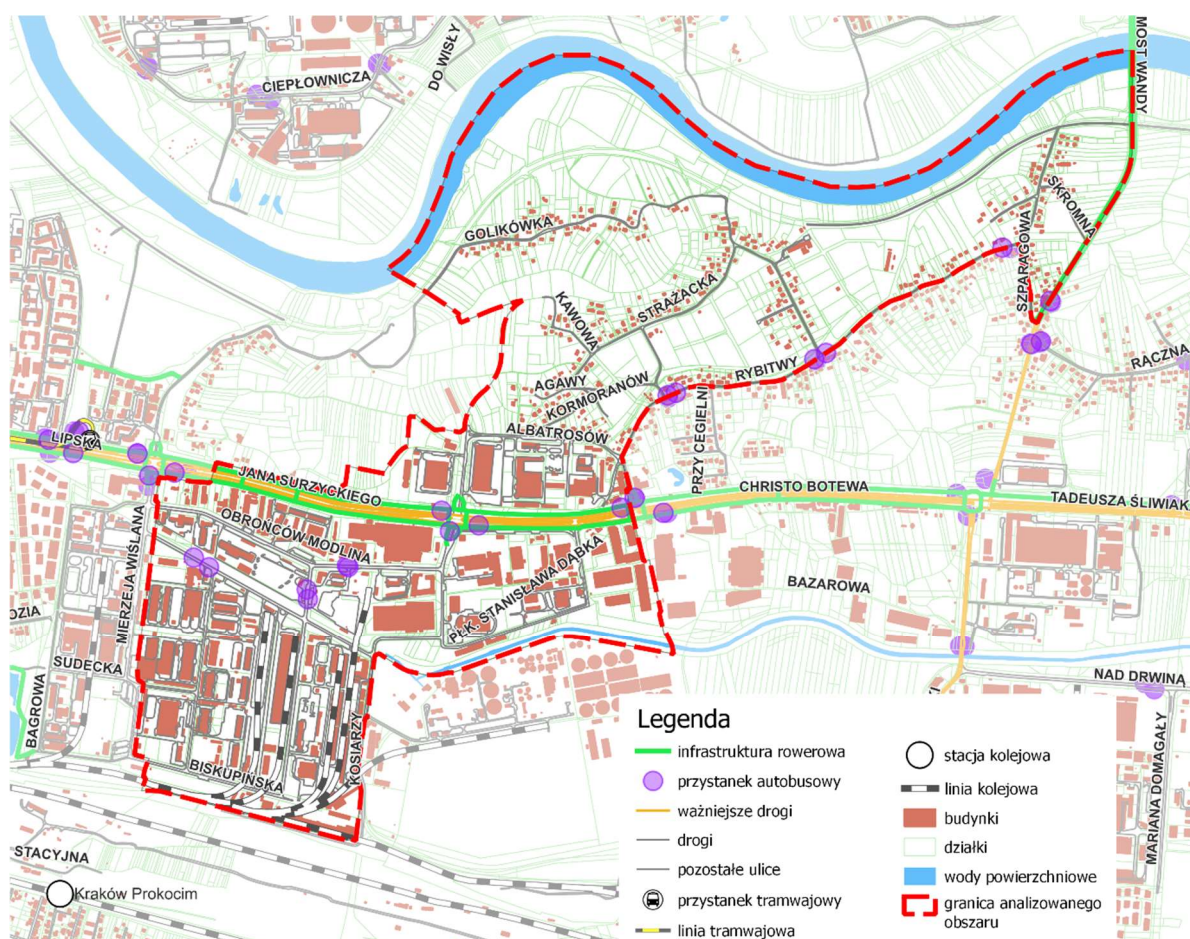 MOST WANDY
CIEPŁOWNICZA
DO WISŁY
GOLIKÓWKA
SKROMNA
SZPARAGOWA
STRAŻACKA
KAWOWA
RĄCZNA
RYBITWY
AGAWY
KORMORANÓW
PRZY CEGIELNI
ALBATROSÓW
LIPSKA
JANA SURZYCKIEGO
CHRISTO BOTEWA
TADEUSZA ŚLIWIAK
OBROŃCÓW MODLINA
MIERZEJA WIŚLANA
PŁK. STANISŁAWA DĄBKA
BAZAROWA
OZIA
SUDECKA
BAGROWA
NAD DRWINĄ
KOSIARZY
BISKUPIŃSKA
MARIANA DOMAGAŁY
STACYJNA
Kraków Prokocim
Legenda
infrastruktura rowerowa
przystanek autobusowy
ważniejsze drogi
drogi
pozostałe ulice
przystanek tramwajowy
linia tramwajowa
stacja kolejowa
linia kolejowa
budynki
działki
wody powierzchniowe
granica analizowanego
obszaru